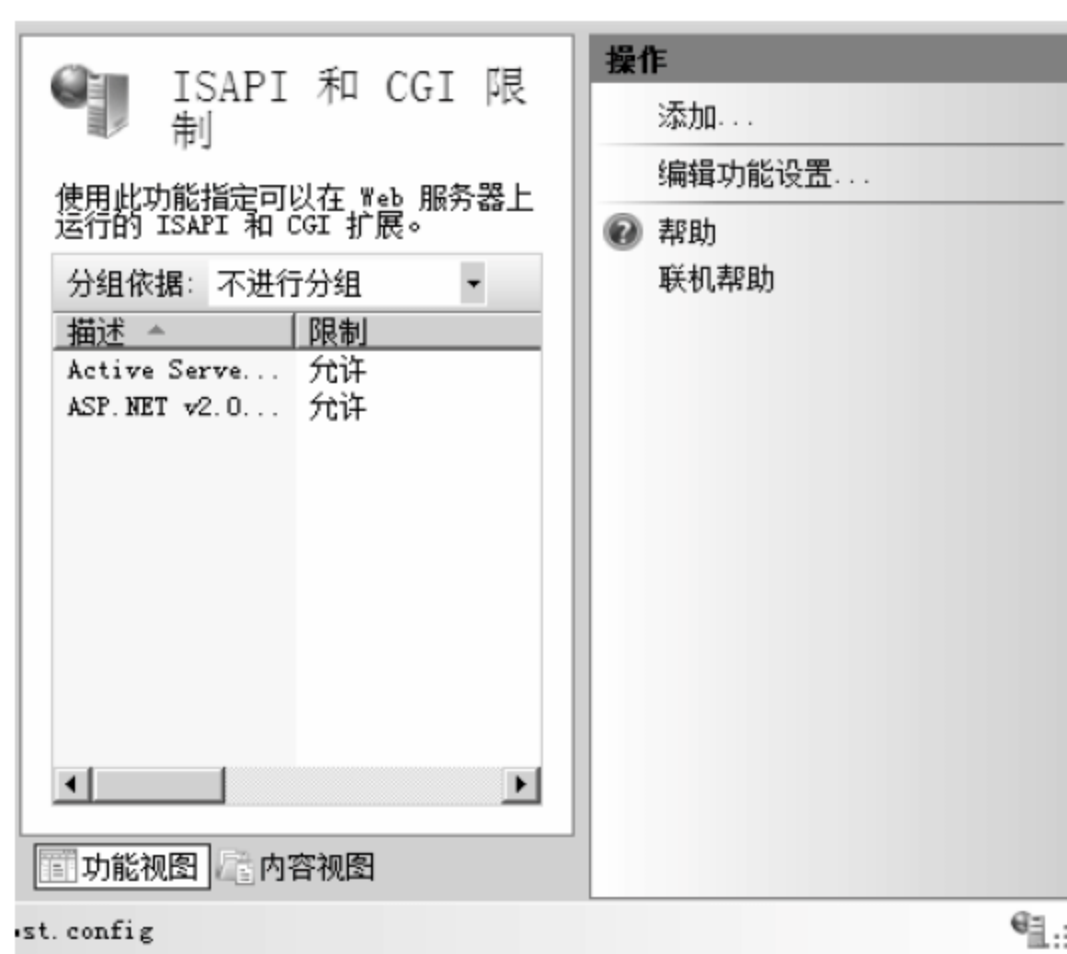 ISAPI 和 CGI 限
制
使用此功能指定可以在 Web 服务器上
运行的 ISAPI 和 CGI 扩展。
分组依据: 不进行分组
描述 限制
Active Serve... 允许
ASP.NET v2.0... 允许
功能视图 内容视图
操作
添加...
编辑功能设置...
帮助
联机帮助
st.config